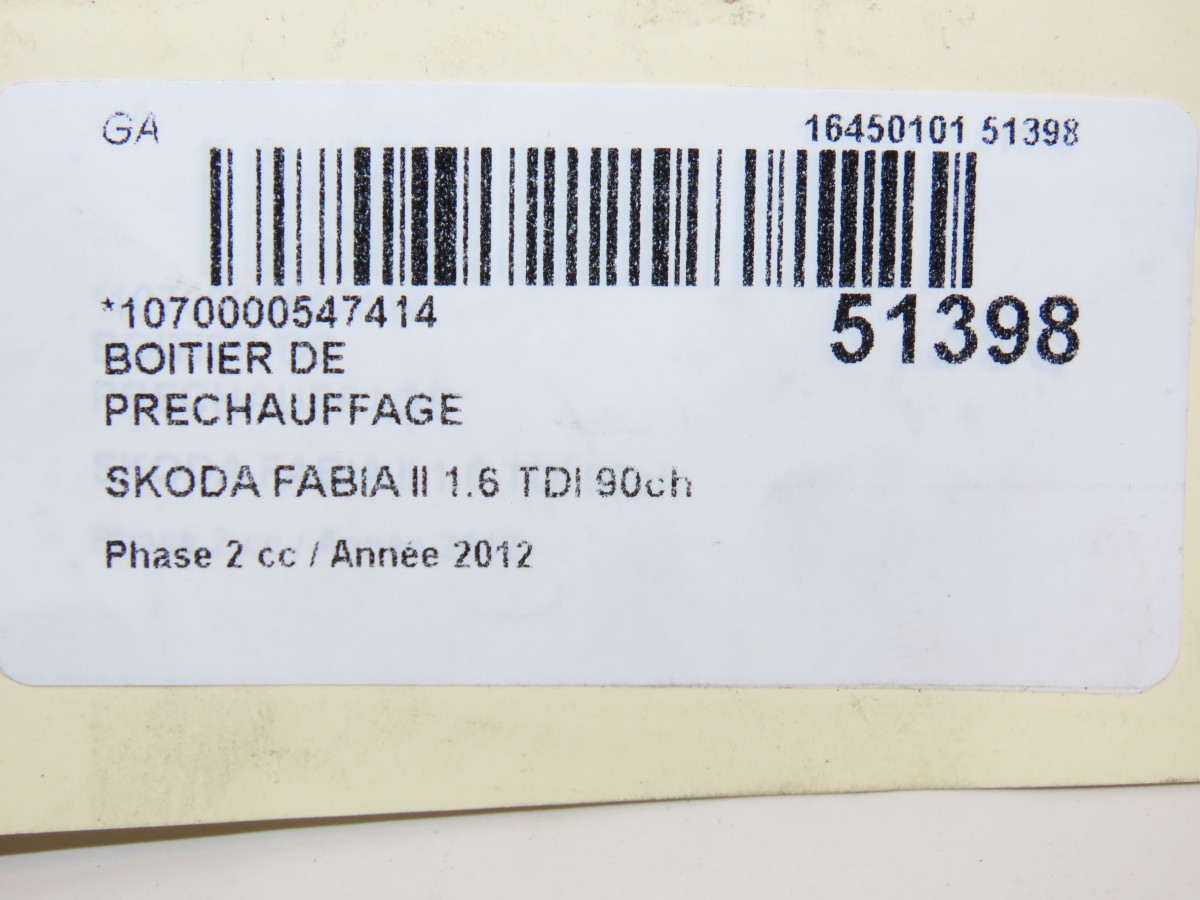 GA
16450101 51398
*1070000547414
51398
BOITIER DE
PRECHAUFFAGE
SKODA FABIA II 1.6 TDI 90ch
Phase 2 cc / Année 2012